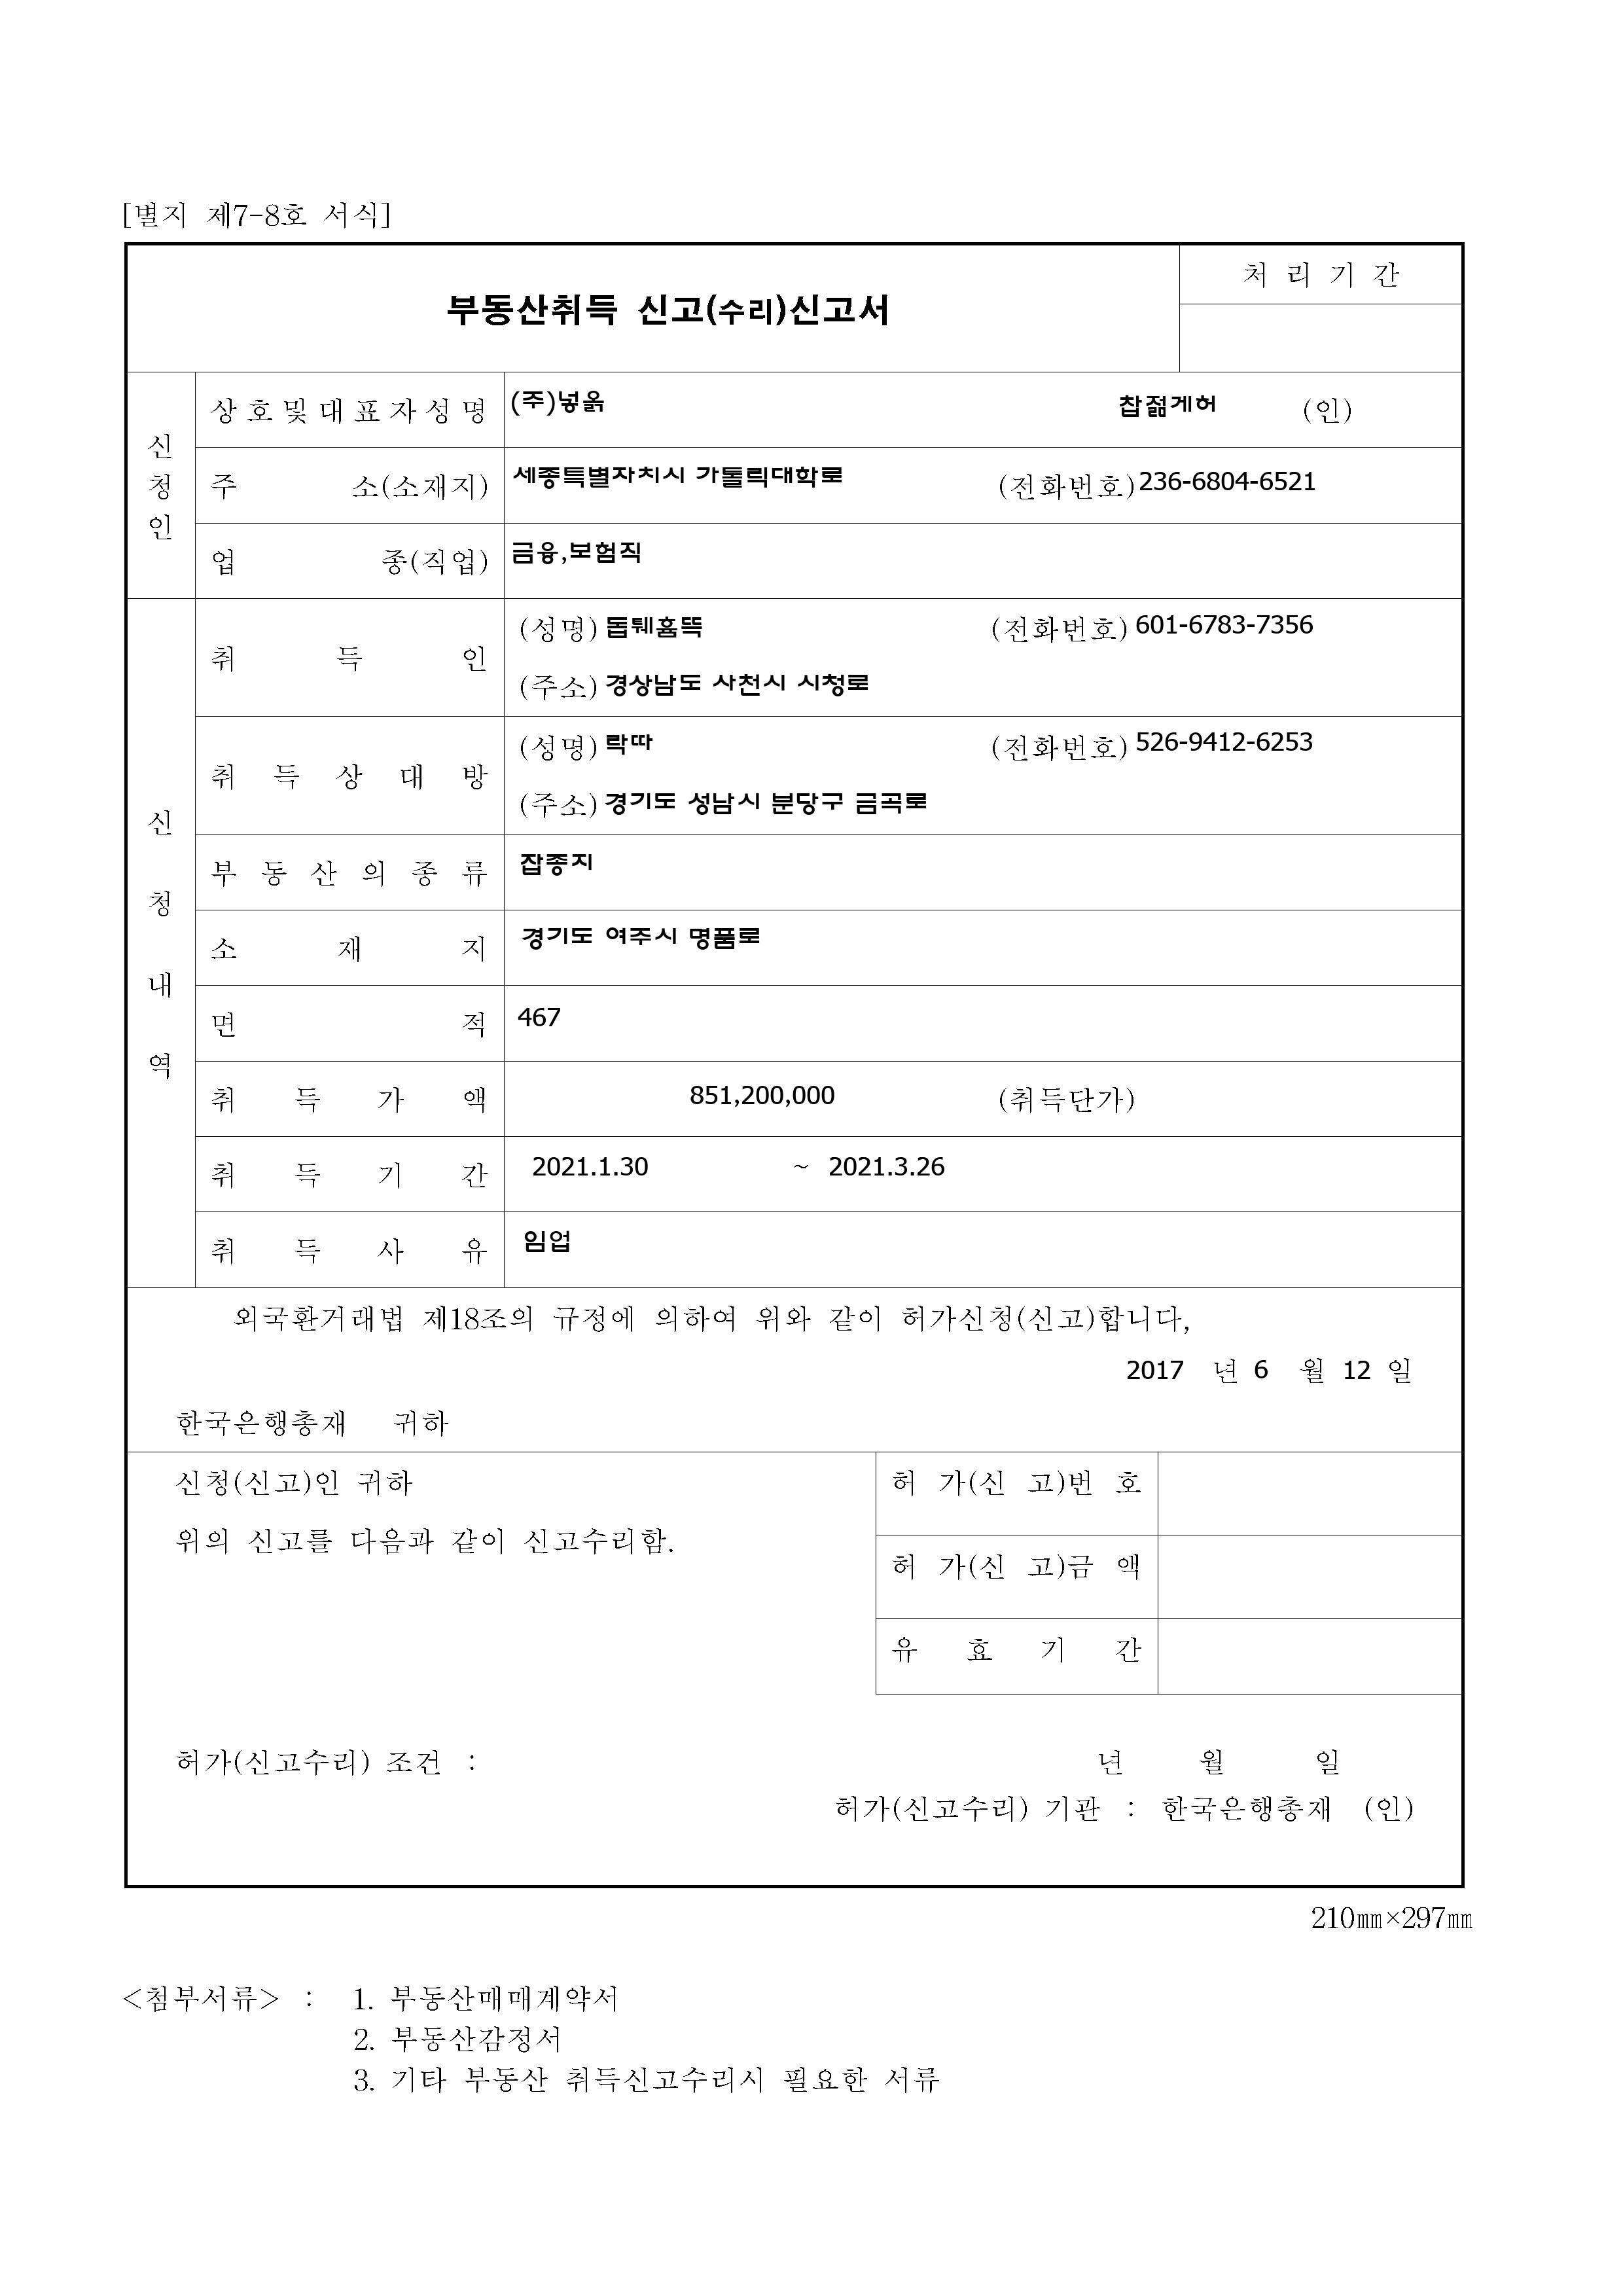 [별지 제7-8호 서식]
부동산취득 신고(수리)신고서
처 리 기 간
신청인
상호및대표자성명 (주)넣옭 찹젊게허 (인)
주 소(소재지) 세종특별자치시 가톨릭대학로 (전화번호) 236-6804-6521
업 종(직업) 금융,보험직
신청내역
취 득 인 (성명) 돕퉤흠뜩 (전화번호) 601-6783-7356
(주소) 경상남도 사천시 시청로
취 득 상 대 방 (성명) 락따 (전화번호) 526-9412-6253
(주소) 경기도 성남시 분당구 금곡로
부 동 산 의 종 류 잡종지
소 재 지 경기도 여주시 명품로
면 적 467
취 득 가 액 851,200,000 (취득단가)
취 득 기 간 2021.1.30 ~ 2021.3.26
취 득 사 유 임업
외국환거래법 제18조의 규정에 의하여 위와 같이 허가신청(신고)합니다,
2017 년 6 월 12 일
한국은행총재 귀하
신청(신고)인 귀하
위의 신고를 다음과 같이 신고수리함.
허 가(신 고)번 호
허 가(신 고)금 액
유 효 기 간
허가(신고수리) 조건 : 년 월 일
허가(신고수리) 기관 : 한국은행총재 (인)
210㎜×297㎜
<첨부서류> : 1. 부동산매매계약서
2. 부동산감정서
3. 기타 부동산 취득신고수리시 필요한 서류